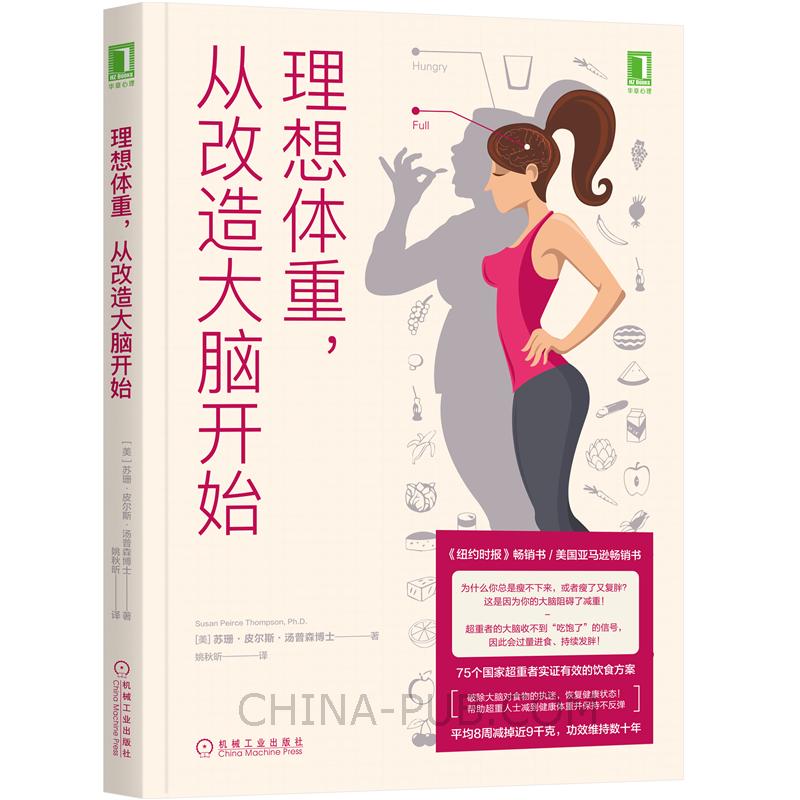 HZ Books
华章心理
理想体重，从改造大脑开始
[美]苏珊·皮尔斯·汤普森博士——著
姚秋昕——译
机械工业出版社
China Machine Press
理想体重，
从改造大脑开始
Hungry
Full
HZ Books
华章心理
Susan Peirce Thompson, Ph.D.
[美] 苏珊·皮尔斯·汤普森博士——著
姚秋昕——译
机械工业出版社
China Machine Press
《纽约时报》畅销书 / 美国亚马逊畅销书
为什么你总是瘦不下来，或者瘦了又复胖？
这是因为你的大脑阻碍了减重！
–
超重者的大脑收不到“吃饱了”的信号，
因此会过量进食、持续发胖！
75个国家超重者实证有效的饮食方案
破除大脑对食物的执迷，恢复健康状态！
帮助超重人士减到健康体重并保持不反弹
平均8周减掉近9千克，功效维持数十年
CHINA-PUB.COM